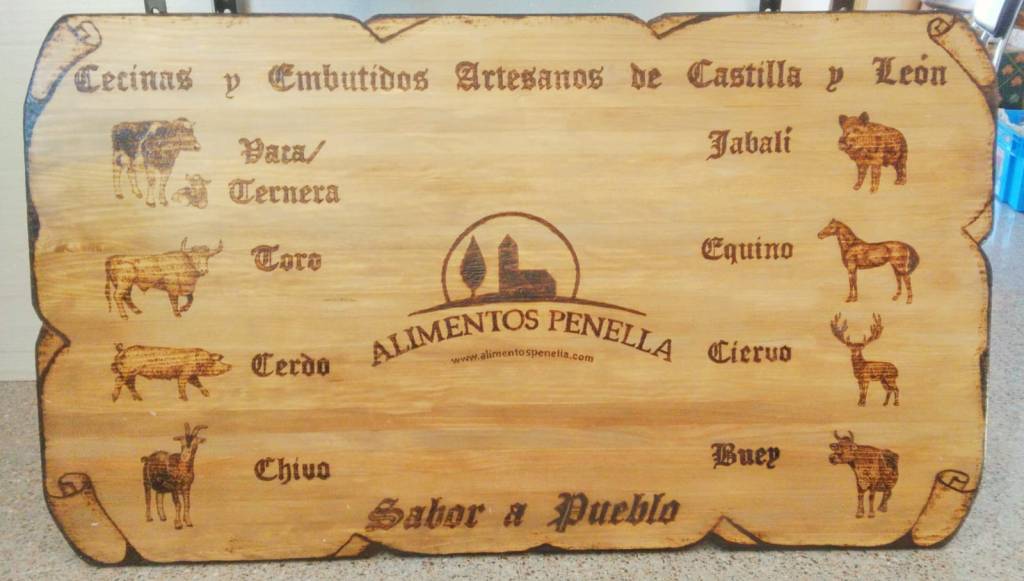 Cecinas y Embutidos Artesanos de Castilla y León
Vaca/
Ternera
Toro
Cerdo
Chivo
ALIMENTOS PENELLA
www.alimentospenella.com
Jabalí
Equino
Ciervo
Buey
Sabor a Pueblo